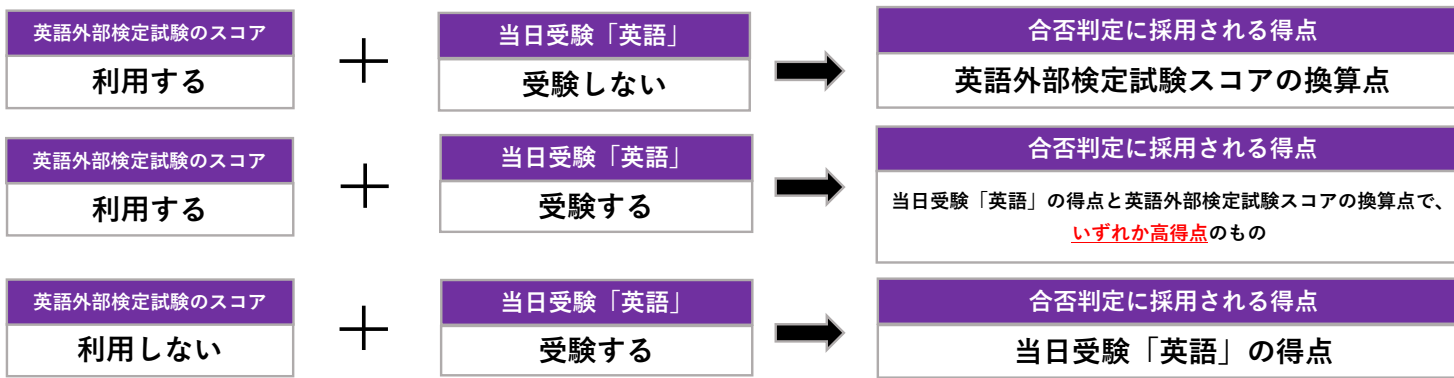 英語外部検定試験のスコア
利用する
＋
当日受験「英語」
受験しない
合否判定に採用される得点
英語外部検定試験スコアの換算点
英語外部検定試験のスコア
利用する
＋
当日受験「英語」
受験する
合否判定に採用される得点
当日受験「英語」の得点と英語外部検定試験スコアの換算点で、
いずれか高得点のもの
英語外部検定試験のスコア
利用しない
＋
当日受験「英語」
受験する
合否判定に採用される得点
当日受験「英語」の得点